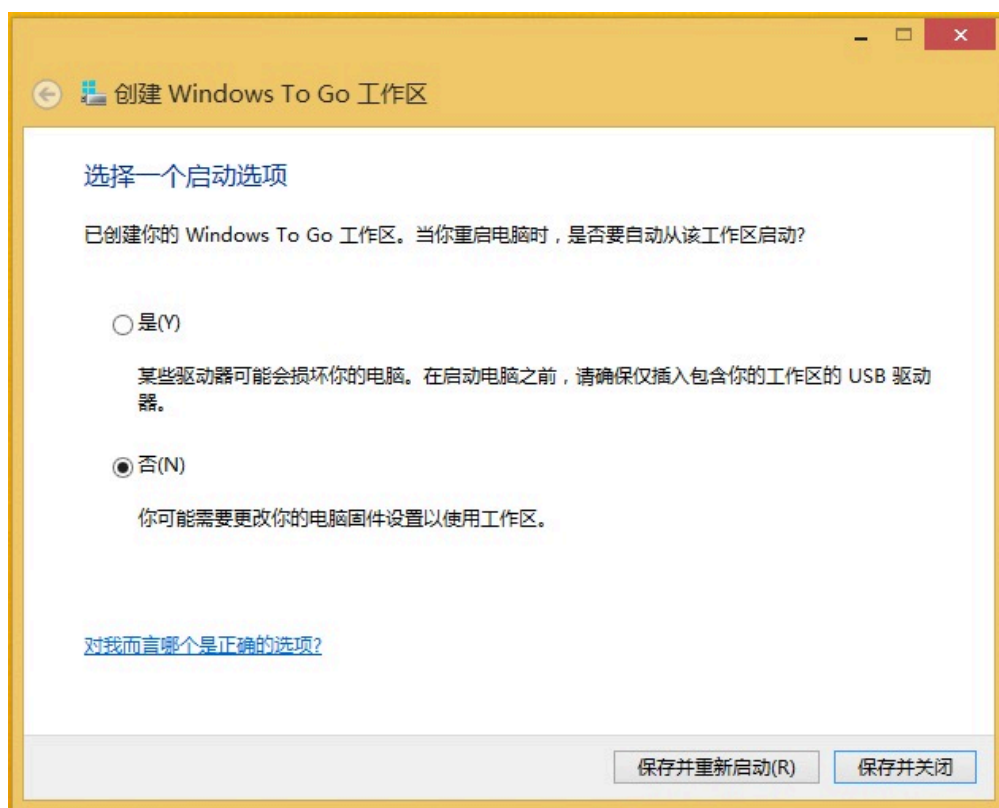 创建 Windows To Go 工作区
选择一个启动选项
已创建你的 Windows To Go 工作区。当你重启电脑时，是否要自动从该工作区启动?
是(Y)
某些驱动器可能会损坏你的电脑。在启动电脑之前，请确保仅插入包含你的工作区的 USB 驱动
器。
否(N)
你可能需要更改你的电脑固件设置以使用工作区。
对我而言哪个是正确的选项?
保存并重新启动(R) 保存并关闭